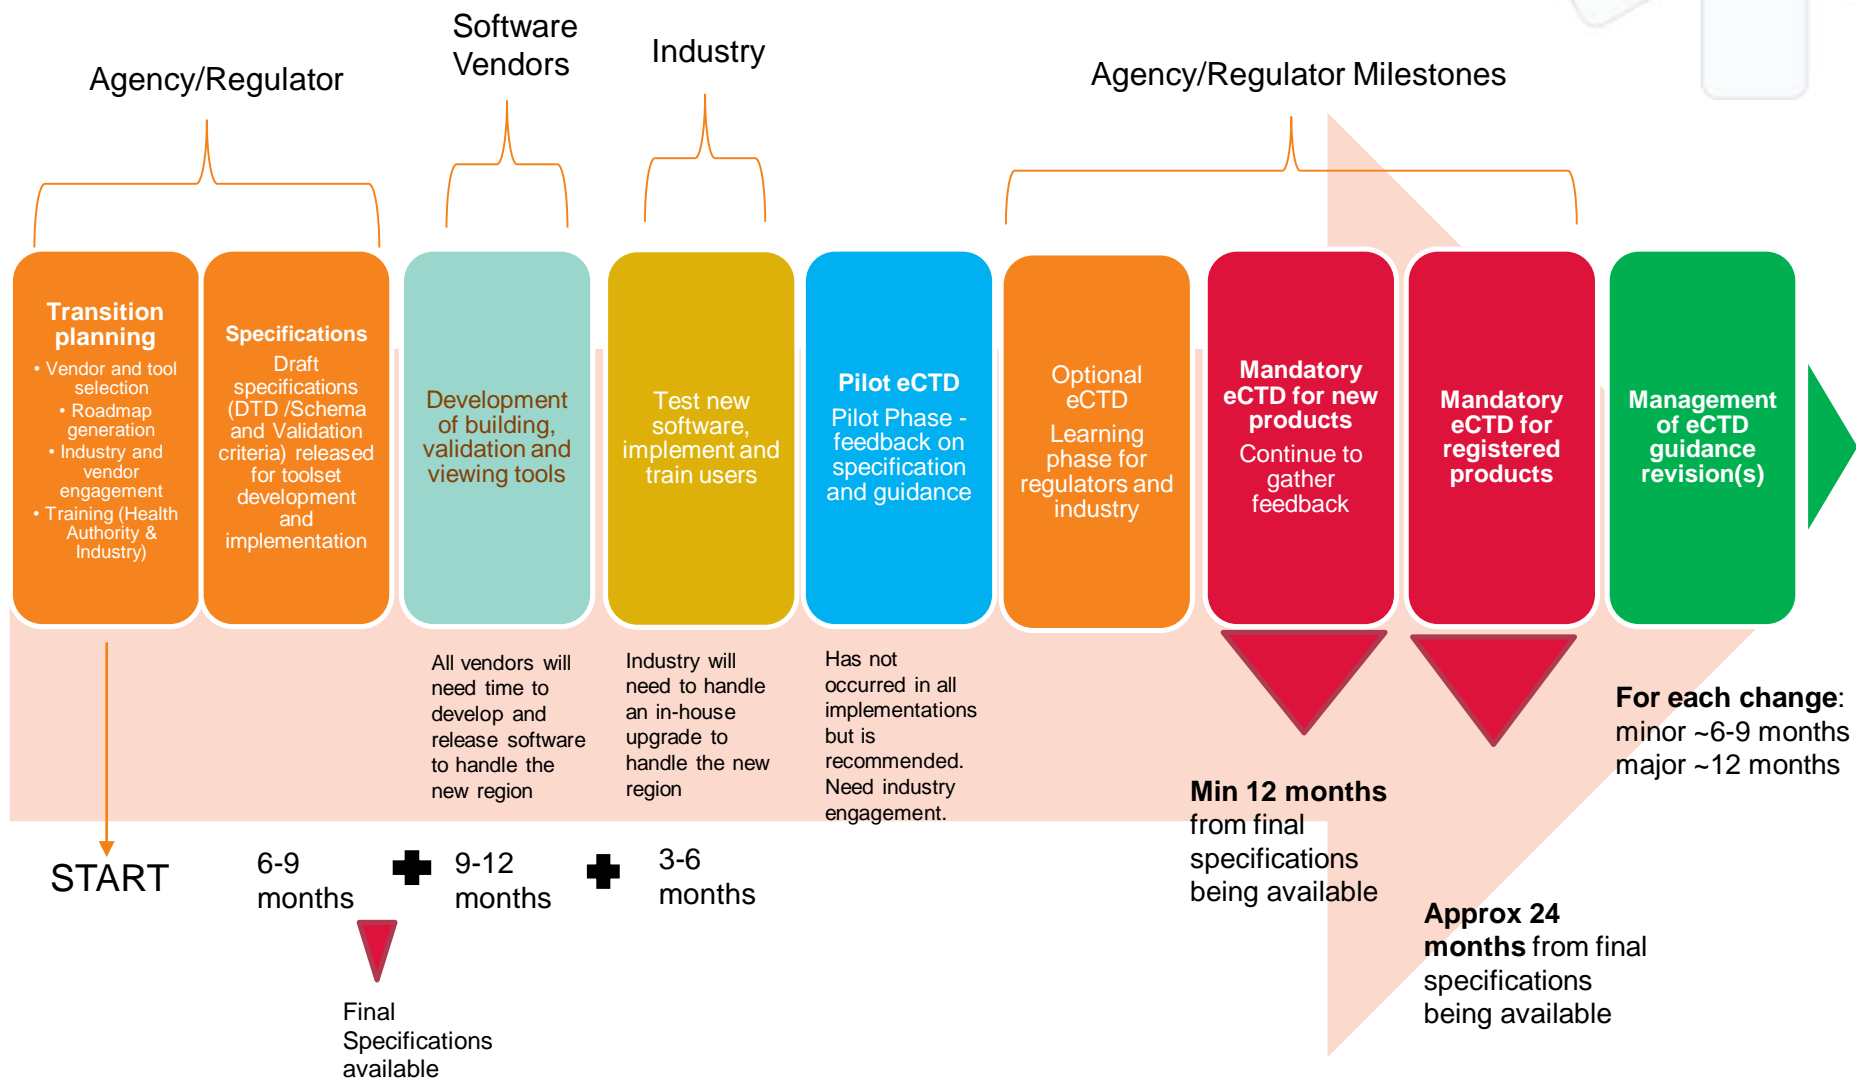 Agency/Regulator
Software
Vendors
Industry
Agency/Regulator Milestones
Transition
planning
• Vendor and tool
selection
• Roadmap
generation
• Industry and
vendor
engagement
• Training (Health
Authority &
Industry)
Specifications
Draft
specifications
(DTD /Schema
and Validation
criteria) released
for toolset
development
and
implementation
Development
of building,
validation and
viewing tools
Test new
software,
implement and
train users
Pilot eCTD
Pilot Phase -
feedback on
specification
and guidance
Optional
eCTD
Learning
phase for
regulators and
industry
Mandatory
eCTD for new
products
Continue to
gather
feedback
Mandatory
eCTD for
registered
products
Management
of eCTD
guidance
revision(s)
All vendors will
need time to
develop and
release software
to handle the
new region
Industry will
need to handle
an in-house
upgrade to
handle the new
region
Has not
occurred in all
implementations
but is
recommended.
Need industry
engagement.
For each change:
minor ~6-9 months
major ~12 months
Min 12 months
from final
specifications
being available
Approx 24
months from final
specifications
being available
START
6-9
months
9-12
months
3-6
months
Final
Specifications
available